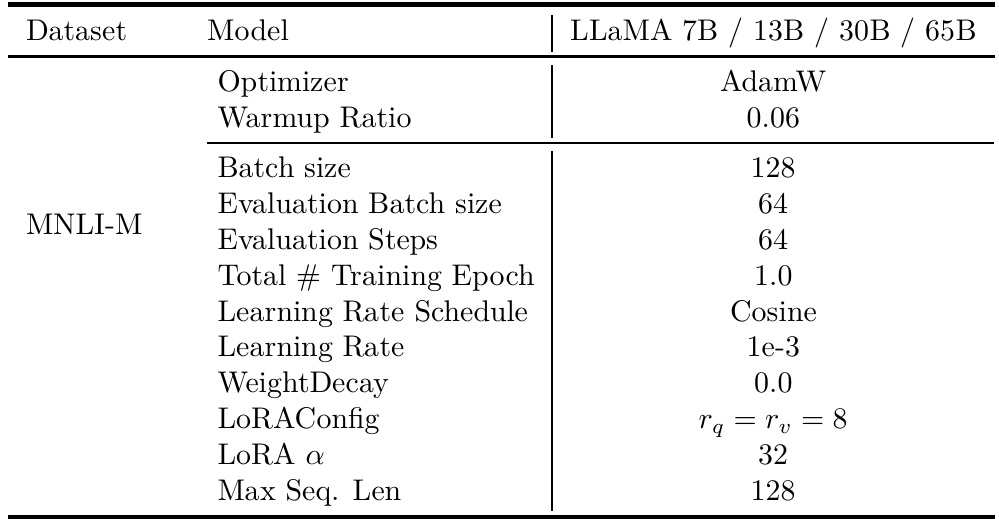 Dataset Model LLaMA 7B / 13B / 30B / 65B
Optimizer AdamW
Warmup Ratio 0.06
Batch size 128
Evaluation Batch size 64
MNLI-M
Evaluation Steps 64
Total # Training Epoch 1.0
Learning Rate Schedule Cosine
Learning Rate 1e-3
WeightDecay 0.0
LoRAConfig r_q = r_v = 8
LoRA α 32
Max Seq. Len 128